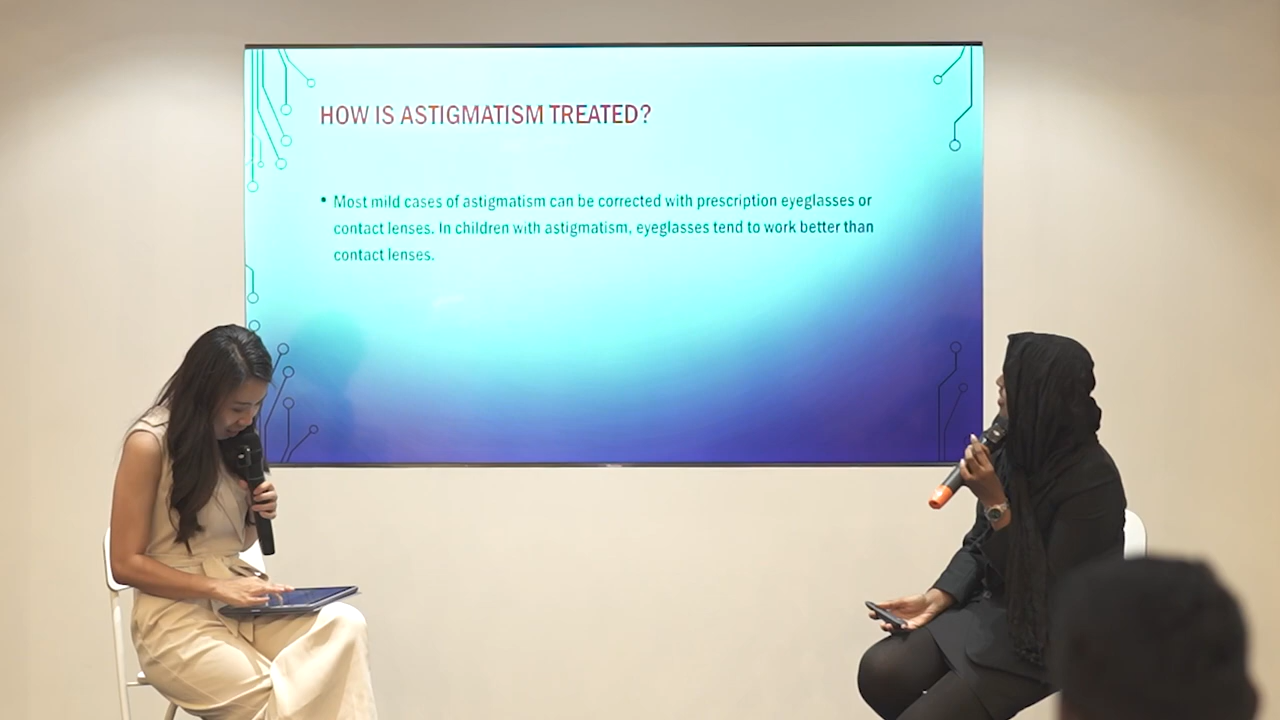 HOW IS ASTIGMATISM TREATED?
• Most mild cases of astigmatism can be corrected with prescription eyeglasses or
contact lenses. In children with astigmatism, eyeglasses tend to work better than
contact lenses.